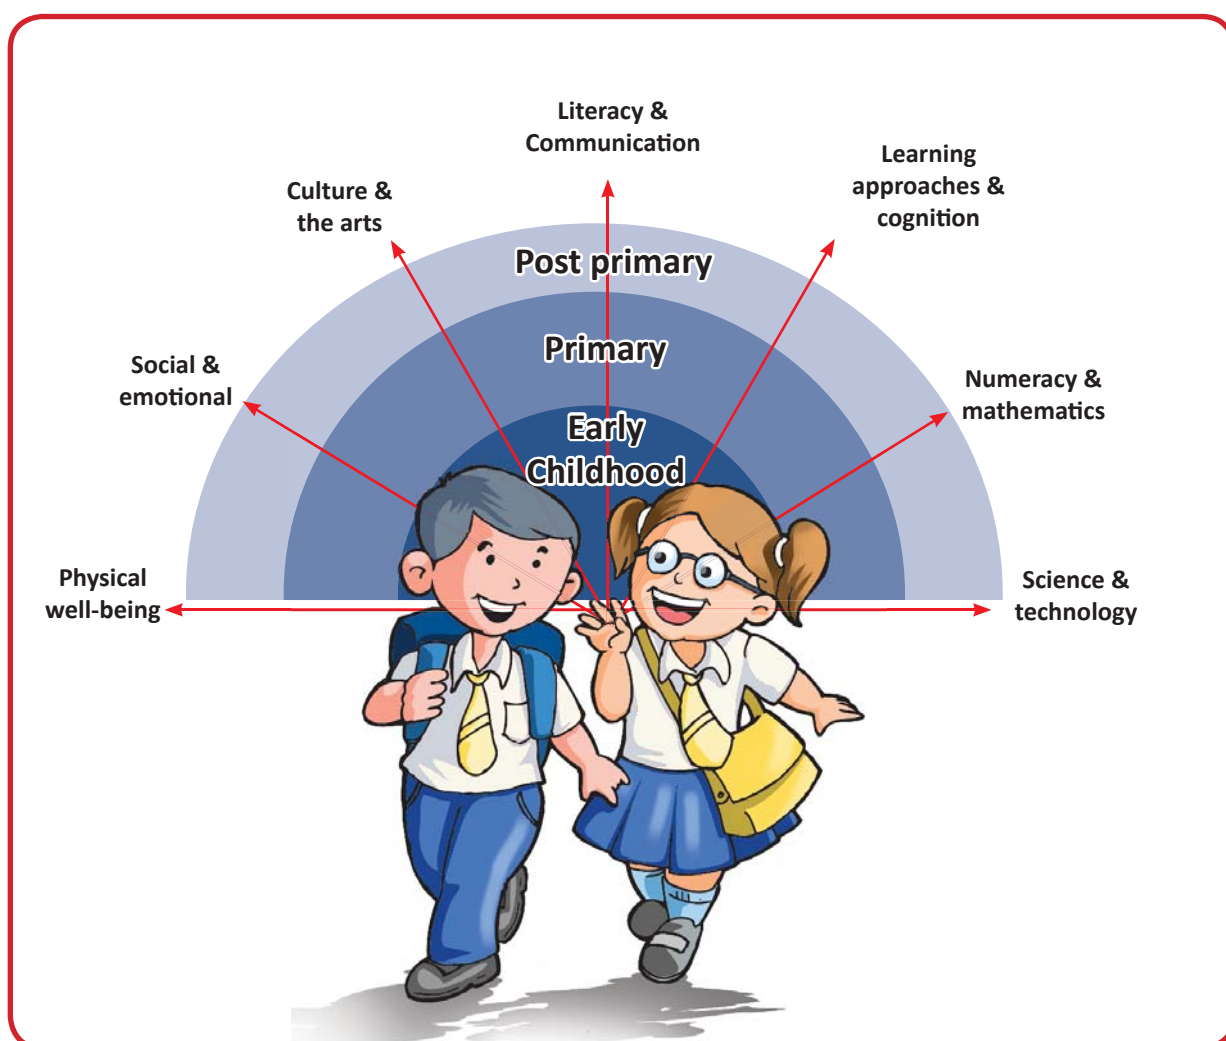 Literacy &
Communication
Learning
approaches &
cognition
Culture &
the arts
Post primary
Primary
Social &
emotional
Numeracy &
mathematics
Early
Childhood
Physical
well-being
Science &
technology